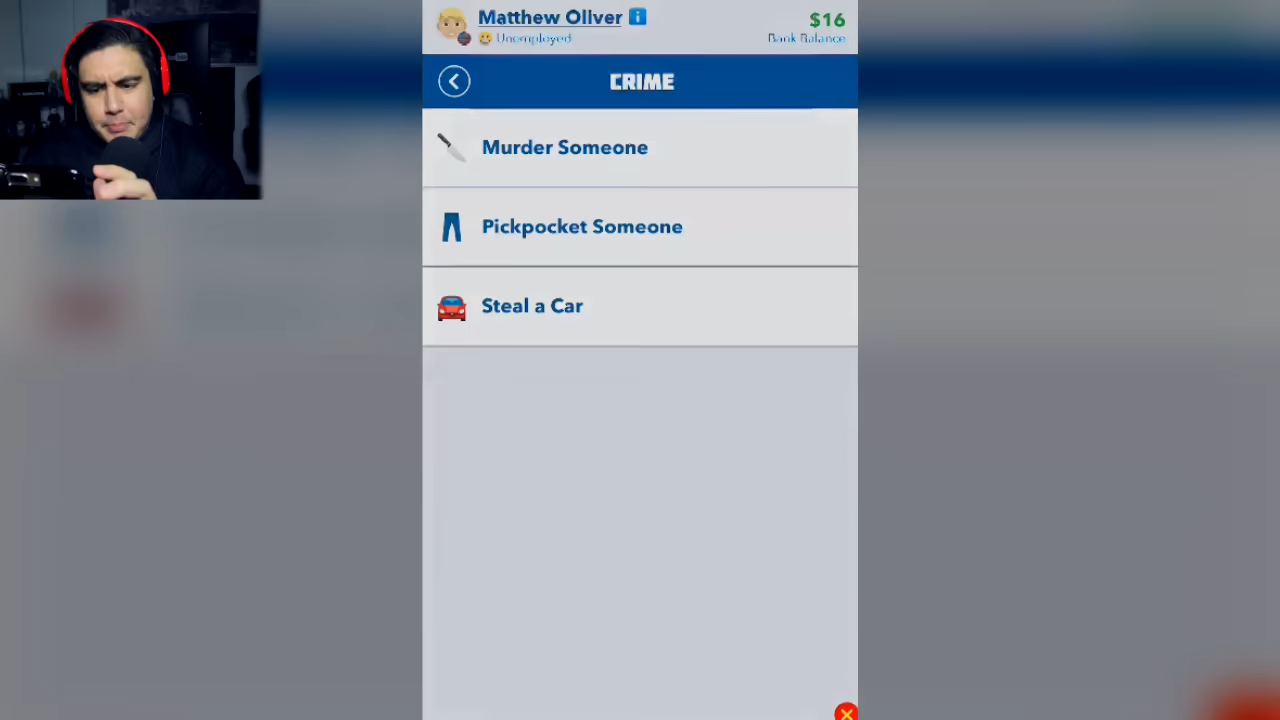 Matthew Oliver
$16
Unemployed
Bank Balance
CRIME
Murder Someone
Pickpocket Someone
Steal a Car